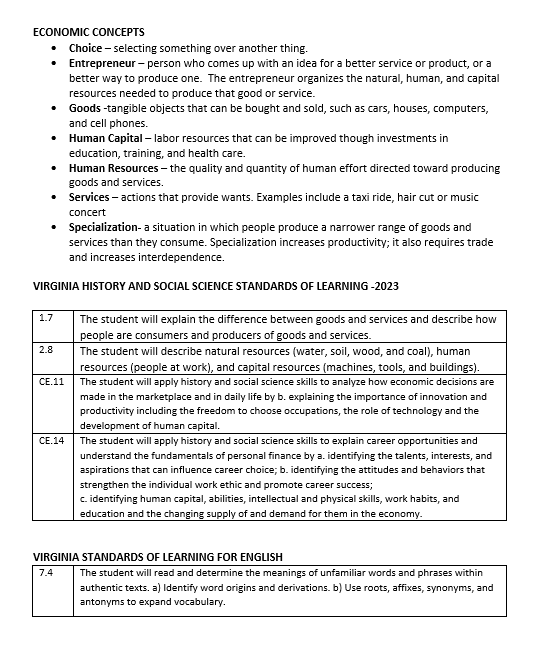 ECONOMIC CONCEPTS
• Choice – selecting something over another thing.
• Entrepreneur – person who comes up with an idea for a better service or product, or a
better way to produce one.  The entrepreneur organizes the natural, human, and capital
resources needed to produce that good or service.
• Goods -tangible objects that can be bought and sold, such as cars, houses, computers,
and cell phones.
• Human Capital – labor resources that can be improved though investments in
education, training, and health care.
• Human Resources – the quality and quantity of human effort directed toward producing
goods and services.
• Services – actions that provide wants. Examples include a taxi ride, hair cut or music
concert
• Specialization- a situation in which people produce a narrower range of goods and
services than they consume. Specialization increases productivity; it also requires trade
and increases interdependence.
VIRGINIA HISTORY AND SOCIAL SCIENCE STANDARDS OF LEARNING -2023
1.7 The student will explain the difference between goods and services and describe how
people are consumers and producers of goods and services.
2.8 The student will describe natural resources (water, soil, wood, and coal), human
resources (people at work), and capital resources (machines, tools, and buildings).
CE.11 The student will apply history and social science skills to analyze how economic decisions are
made in the marketplace and in daily life by b. explaining the importance of innovation and
productivity including the freedom to choose occupations, the role of technology and the
development of human capital.
CE.14 The student will apply history and social science skills to explain career opportunities and
understand the fundamentals of personal finance by a. identifying the talents, interests, and
aspirations that can influence career choice; b. identifying the attitudes and behaviors that
strengthen the individual work ethic and promote career success;
c. identifying human capital, abilities, intellectual and physical skills, work habits, and
education and the changing supply of and demand for them in the economy.
VIRGINIA STANDARDS OF LEARNING FOR ENGLISH
7.4 The student will read and determine the meanings of unfamiliar words and phrases within
authentic texts. a) Identify word origins and derivations. b) Use roots, affixes, synonyms, and
antonyms to expand vocabulary.